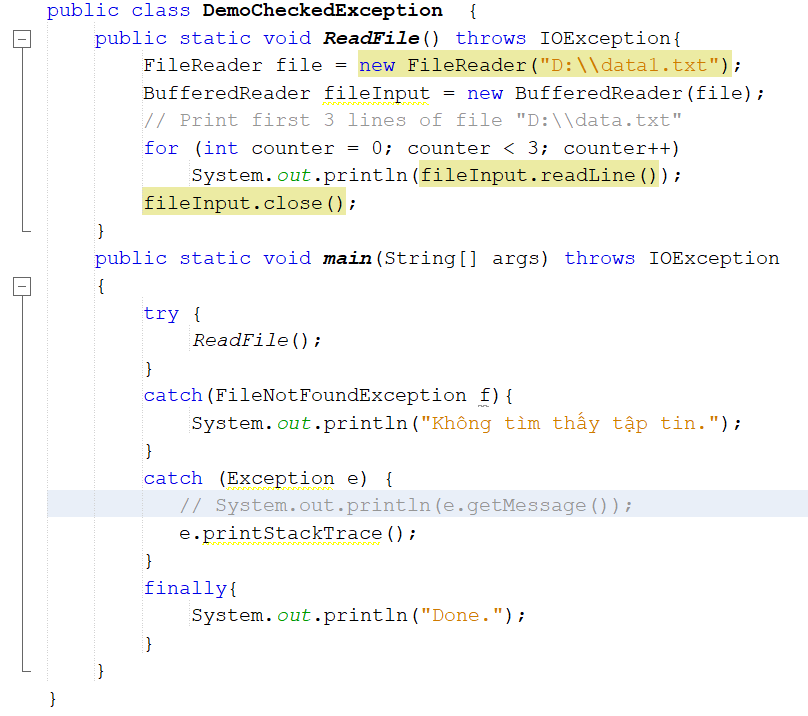 public class DemoCheckedException {
public static void ReadFile() throws IOException{
FileReader file = new FileReader("D:\\data1.txt");
BufferedReader fileInput = new BufferedReader(file);
// Print first 3 lines of file "D:\\data.txt"
for (int counter = 0; counter < 3; counter++)
System.out.println(fileInput.readLine());
fileInput.close();
}
public static void main(String[] args) throws IOException
{
try {
ReadFile();
}
catch(FileNotFoundException f){
System.out.println("Không tìm thấy tập tin.");
}
catch (Exception e) {
// System.out.println(e.getMessage());
e.printStackTrace();
}
finally{
System.out.println("Done.");
}
}
}